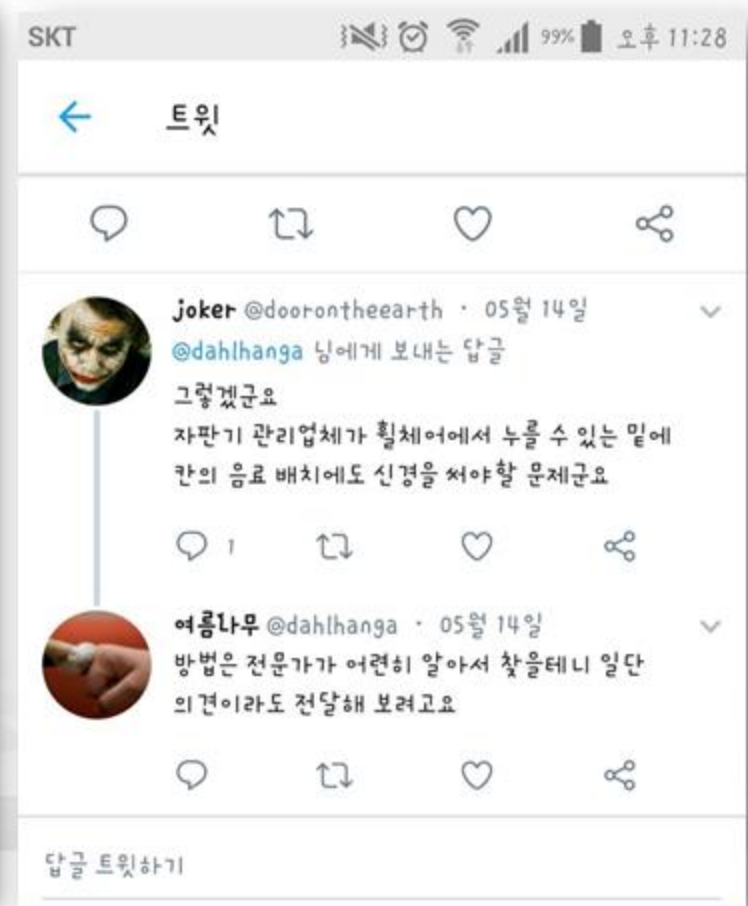 SKT 99% 오후 11:28
트윗
joker @doorontheearth · 05월 14일
@dahlhanga 님에게 보내는 답글
그렇겠군요
자판기 관리업체가 휠체어에서 누를 수 있는 밑에
칸의 음료 배치에도 신경을 써야할 문제군요
1
여름나무 @dahlhanga · 05월 14일
방법은 전문가가 어련히 알아서 찾을테니 일단
의견이라도 전달해 보려고요
답글 트윗하기